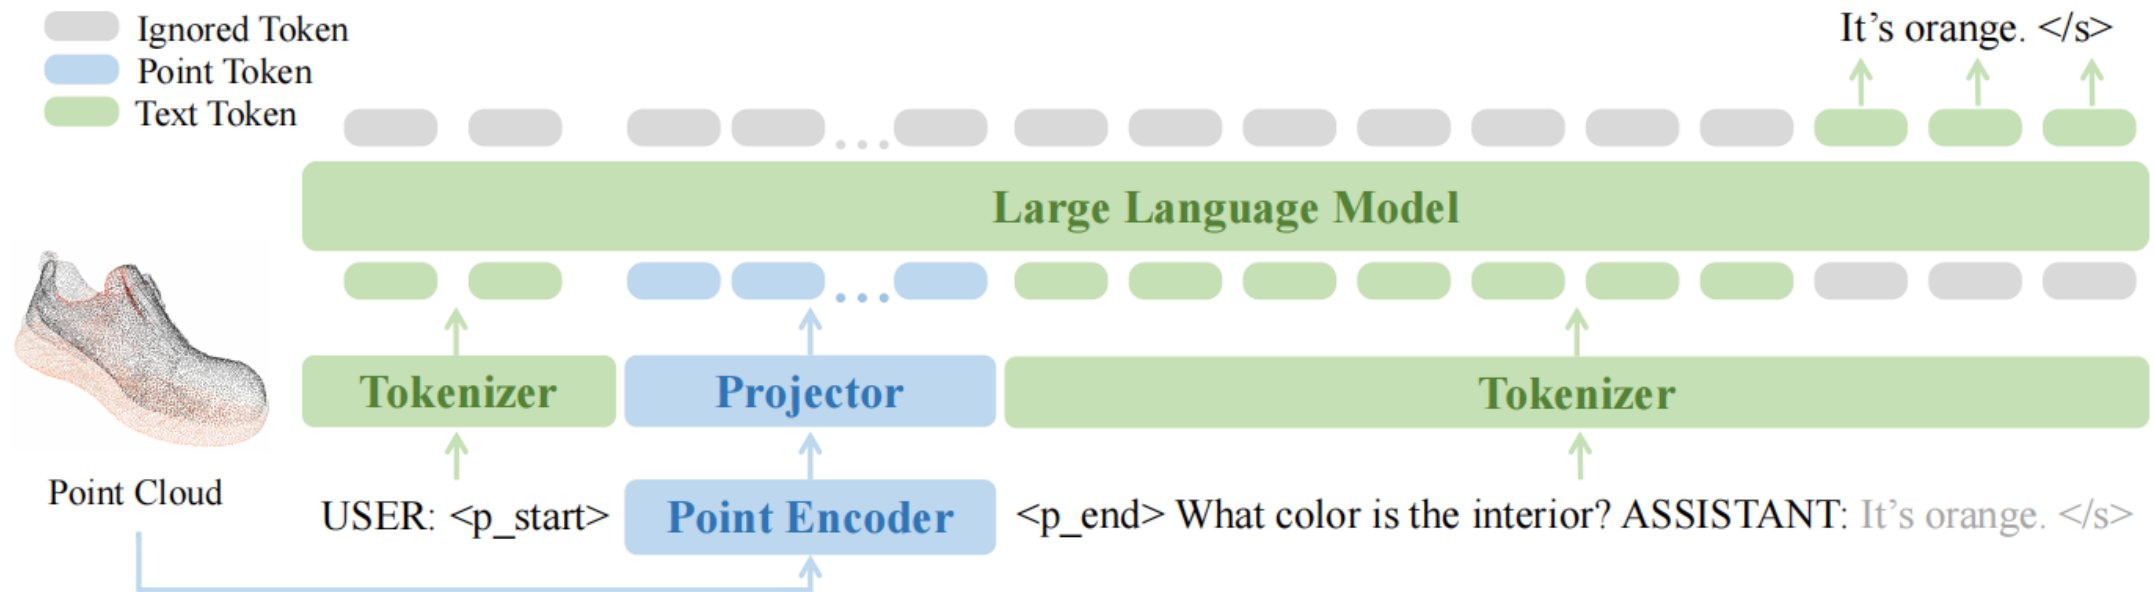 Ignored Token
Point Token
Text Token
It's orange. </s>
Large Language Model
Tokenizer
Projector
Tokenizer
Point Cloud
USER: <p_start>
Point Encoder
<p_end> What color is the interior? ASSISTANT: It's orange. </s>